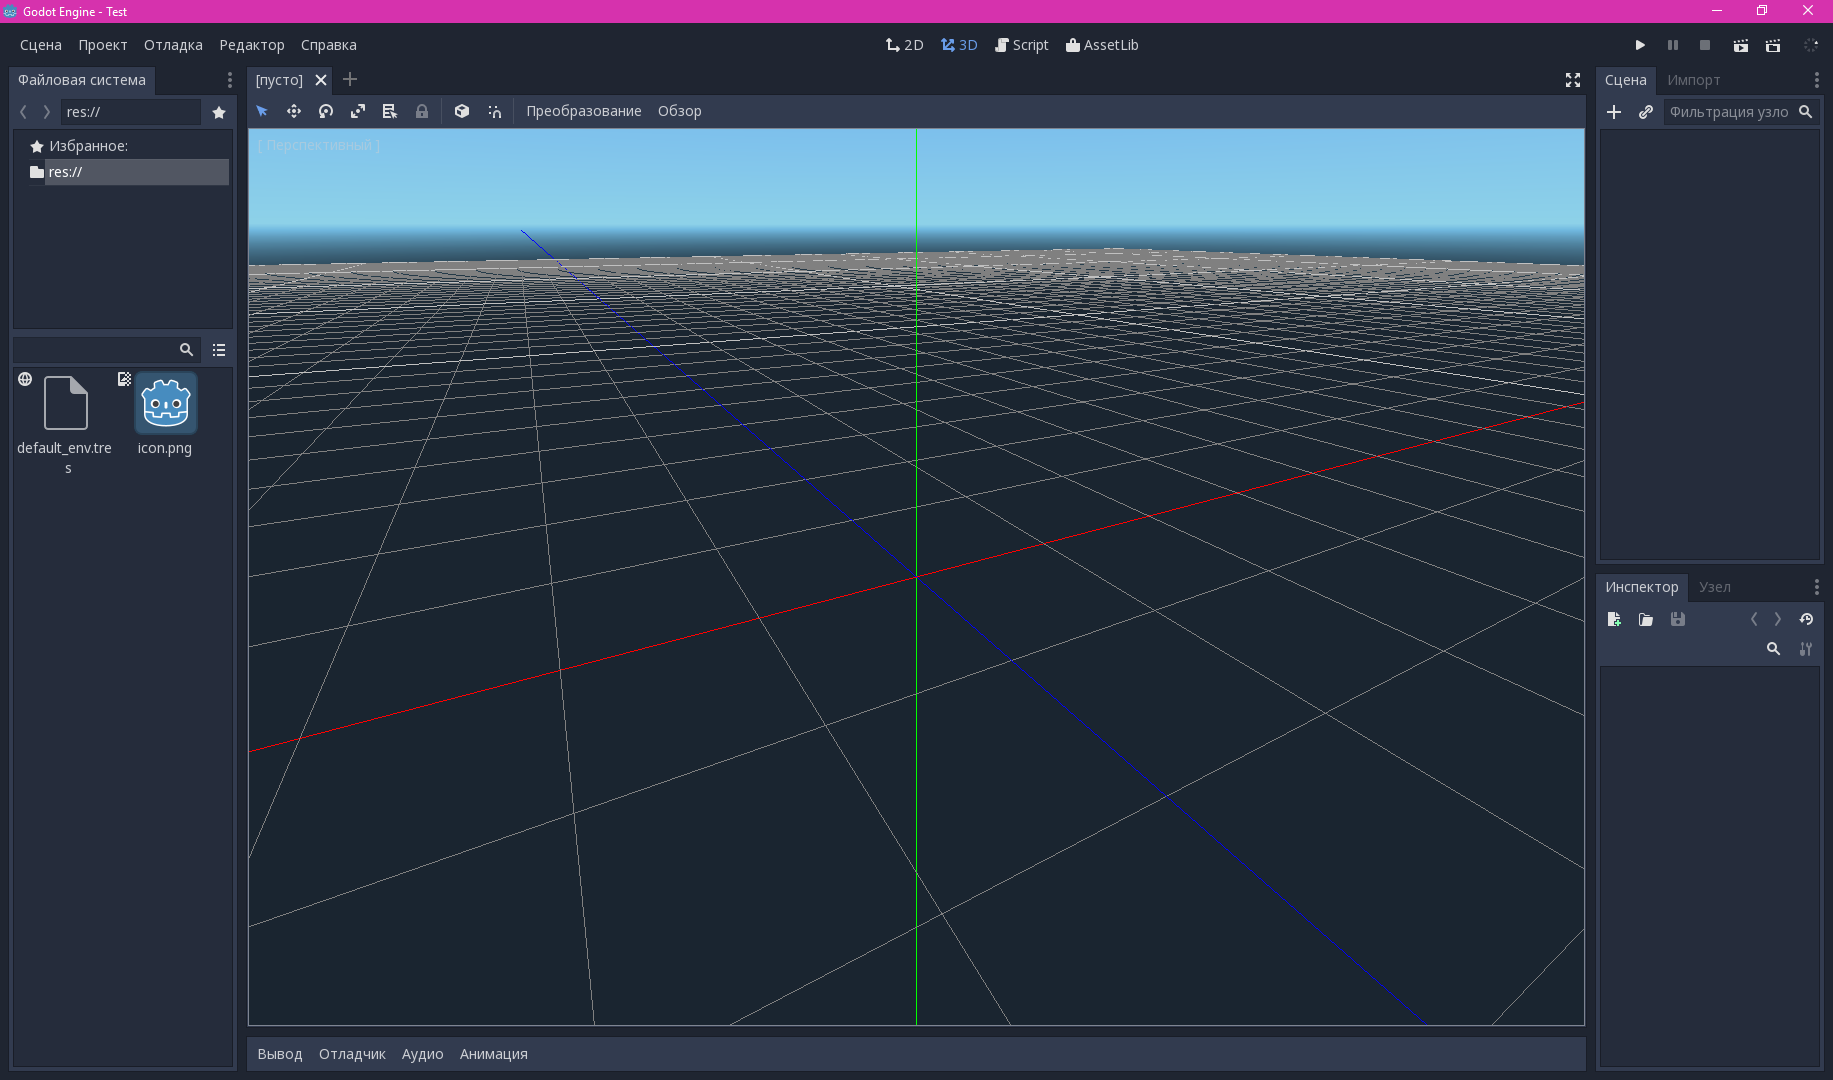 Godot Engine - Test
Сцена Проект Отладка Редактор Справка
2D 3D Script AssetLib
Файловая система
res://
Избранное:
res://
default_env.tre
s
icon.png
[пусто]
Преобразование Обзор
[ Перспективный ]
Вывод Отладчик Аудио Анимация
Сцена Импорт
Фильтрация узло
Инспектор Узел